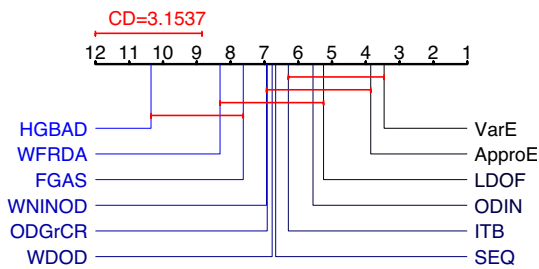 CD=3.1537
12 11 10 9 8 7 6 5 4 3 2 1
HGBAD VarE
WFRDA ApproE
FGAS LDOF
WNINOD ODIN
ODGrCR ITB
WDOD SEQ